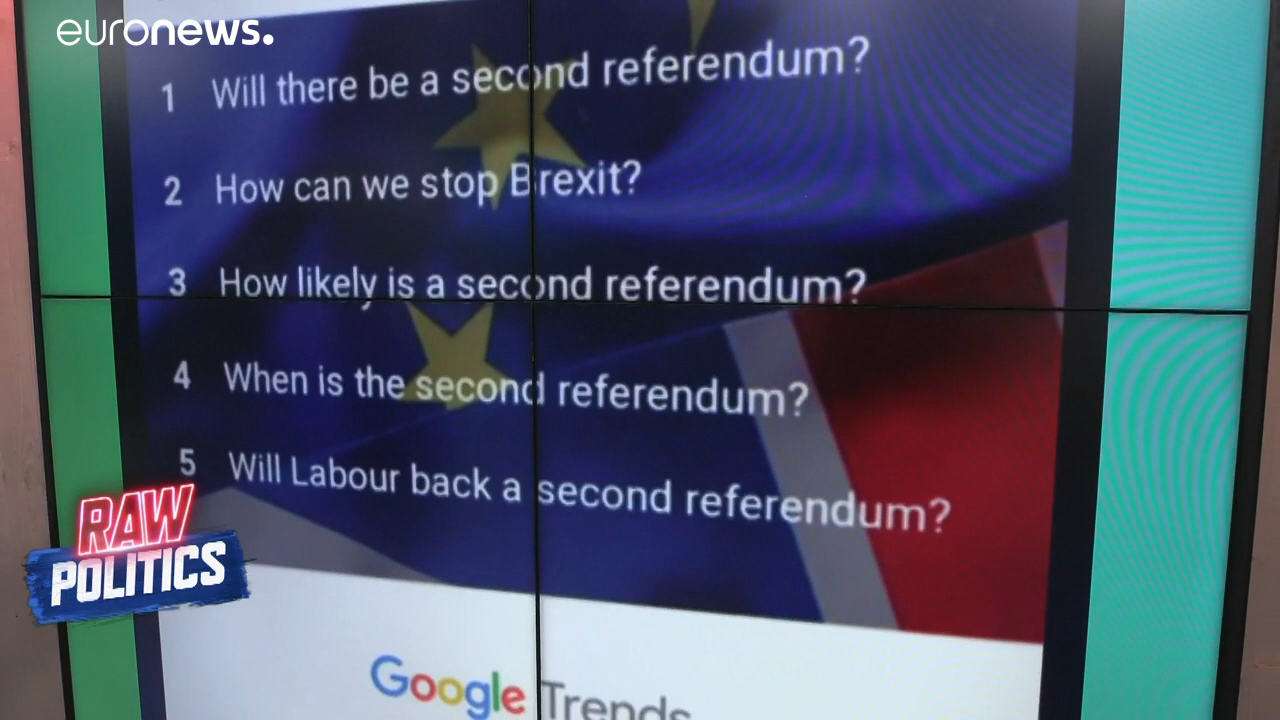 euronews.
1 Will there be a second referendum?
2 How can we stop Brexit?
3 How likely is a second referendum?
4 When is the second referendum?
5 Will Labour back a second referendum?
RAW
POLITICS
Google Trends